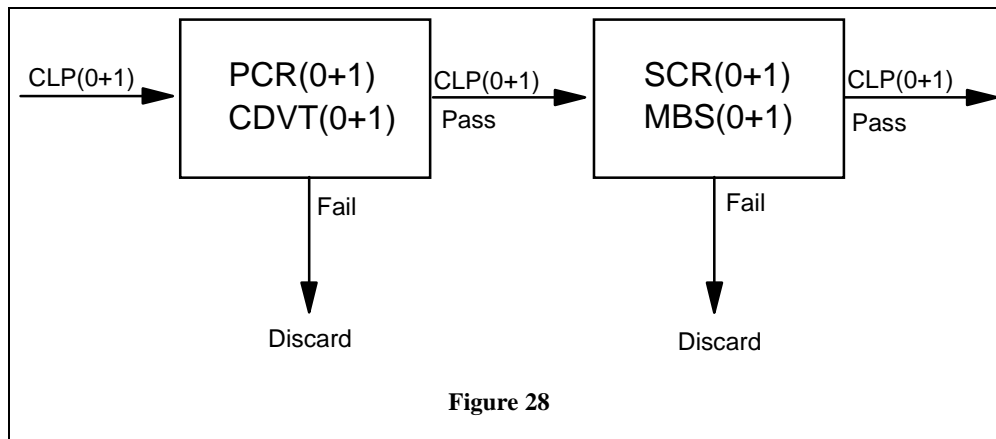 CLP(0+1)
PCR(0+1)
CDVT(0+1)
CLP(0+1)
Pass
SCR(0+1)
MBS(0+1)
CLP(0+1)
Pass
Fail
Fail
Discard
Discard
Figure 28